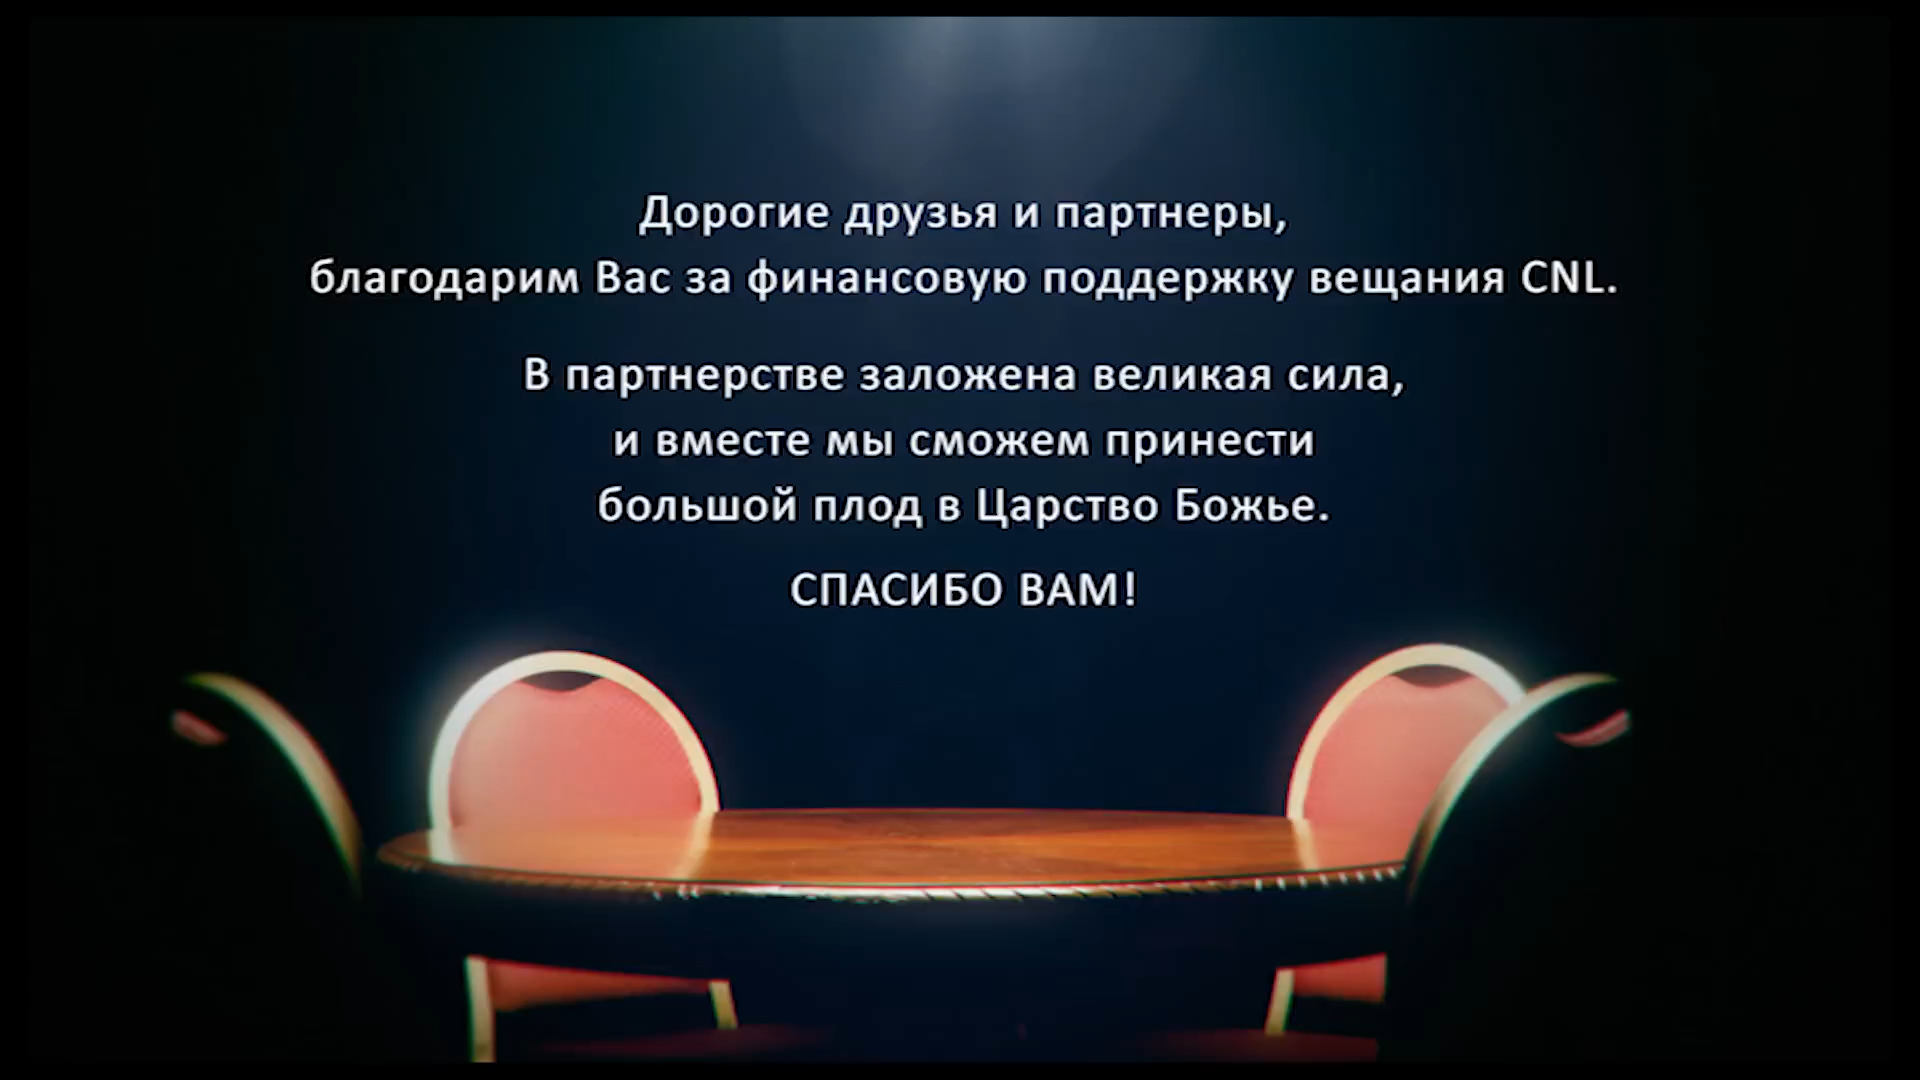 Дорогие друзья и партнеры,
благодарим Вас за финансовую поддержку вещания CNL.
В партнерстве заложена великая сила,
и вместе мы сможем принести
большой плод в Царство Божье.
СПАСИБО ВАМ!